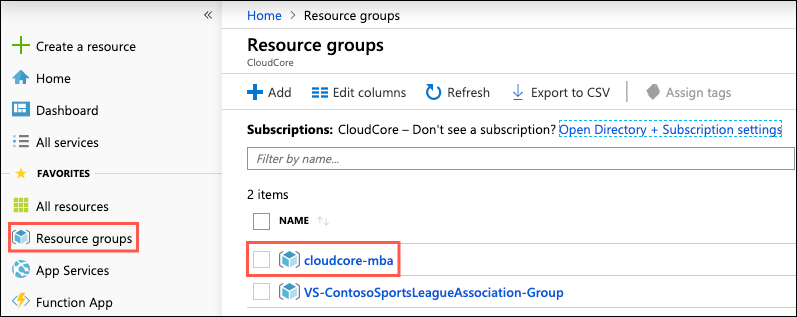 «
Create a resource
Home
Dashboard
All services
FAVORITES
All resources
Resource groups
App Services
Function App
Home > Resource groups
Resource groups
CloudCore
Add Edit columns Refresh Export to CSV Assign tags
Subscriptions: CloudCore – Don't see a subscription? Open Directory + Subscription settings
Filter by name...
2 items
NAME
cloudcore-mba
VS-ContosoSportsLeagueAssociation-Group